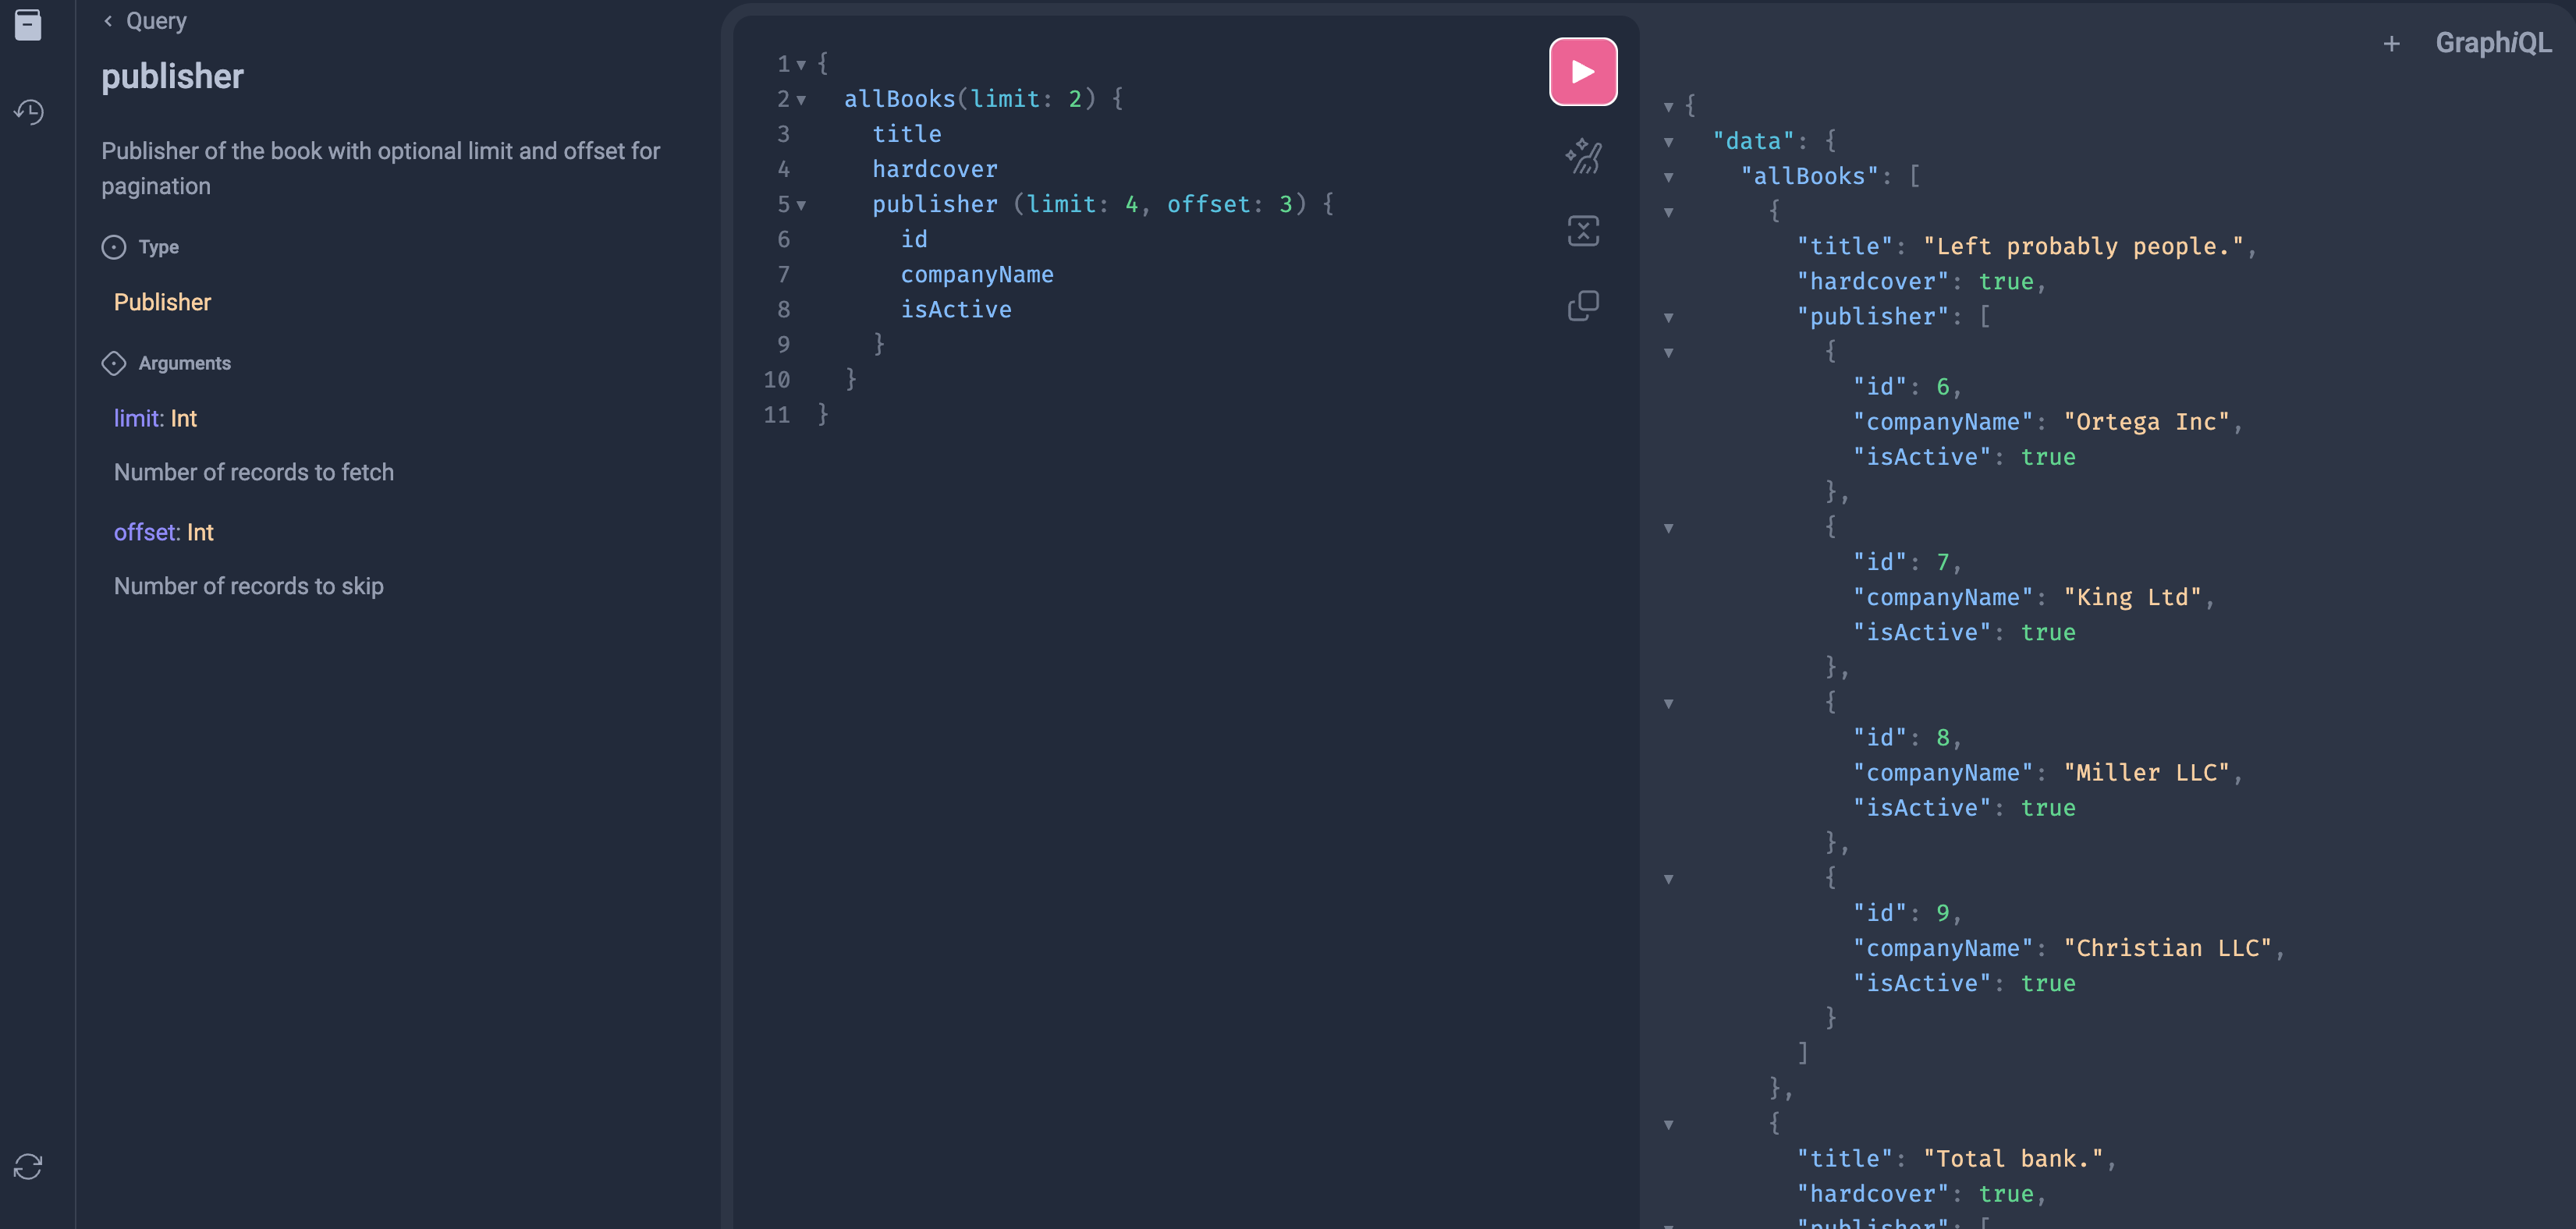 Query
publisher
Publisher of the book with optional limit and offset for
pagination
Type
Publisher
Arguments
limit: Int
Number of records to fetch
offset: Int
Number of records to skip
1 {
2 allBooks(limit: 2) {
3 title
4 hardcover
5 publisher (limit: 4, offset: 3) {
6 id
7 companyName
8 isActive
9 }
10 }
11 }
+ GraphiQL
{
"data": {
"allBooks": [
{
"title": "Left probably people.",
"hardcover": true,
"publisher": [
{
"id": 6,
"companyName": "Ortega Inc",
"isActive": true
},
{
"id": 7,
"companyName": "King Ltd",
"isActive": true
},
{
"id": 8,
"companyName": "Miller LLC",
"isActive": true
},
{
"id": 9,
"companyName": "Christian LLC",
"isActive": true
}
]
},
{
"title": "Total bank.",
"hardcover": true,
"publisher": [